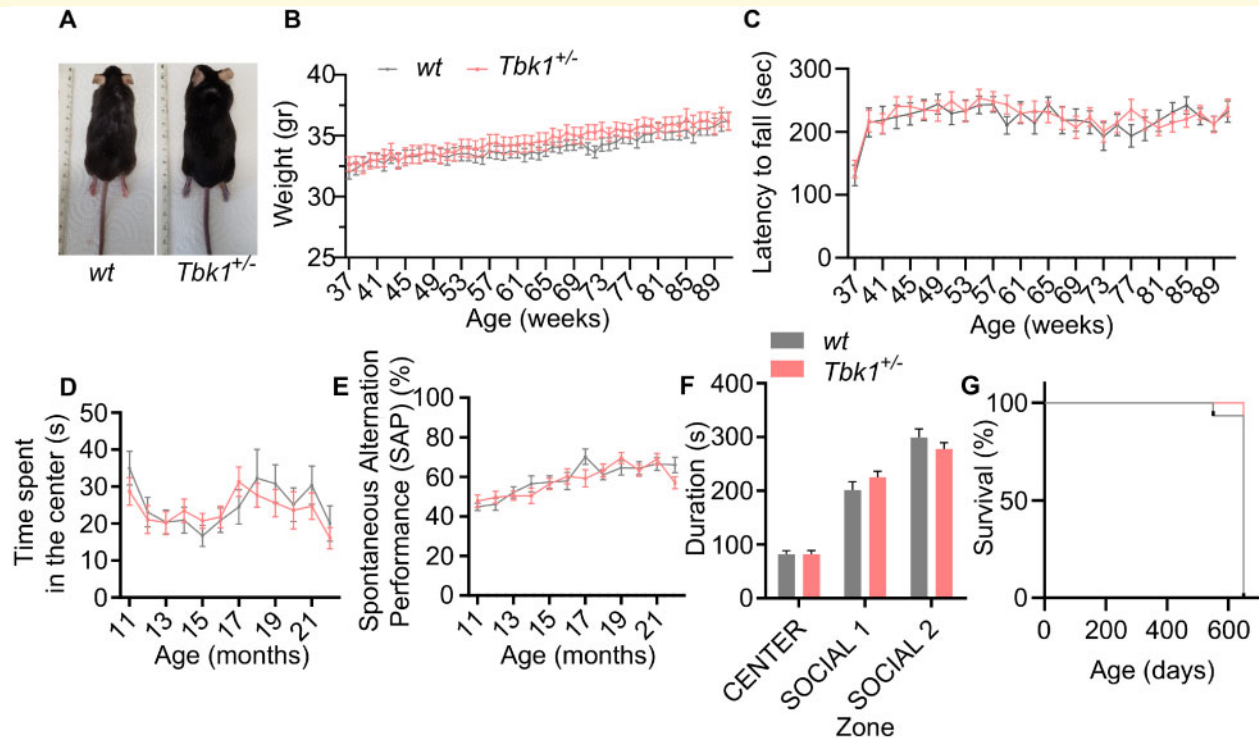 A
wt
Tbk1+/-
B
wt
Tbk1+/-
Weight (gr)
40
35
30
25
37
41
45
49
53
57
61
65
69
73
77
81
85
89
Age (weeks)
C
Latency to fall (sec)
300
200
100
0
37
41
45
49
53
57
61
65
69
73
77
81
85
89
Age (weeks)
D
Time spent
in the center (s)
50
40
30
20
10
0
11
13
15
17
19
21
Age (months)
E
Spontaneous Alternation
Performance (SAP) (%)
100
80
60
40
20
0
11
13
15
17
19
21
Age (months)
wt
Tbk1+/-
F
Duration (s)
400
300
200
100
0
CENTER
SOCIAL 1
SOCIAL 2
Zone
G
Survival (%)
100
50
0
0
200
400
600
Age (days)